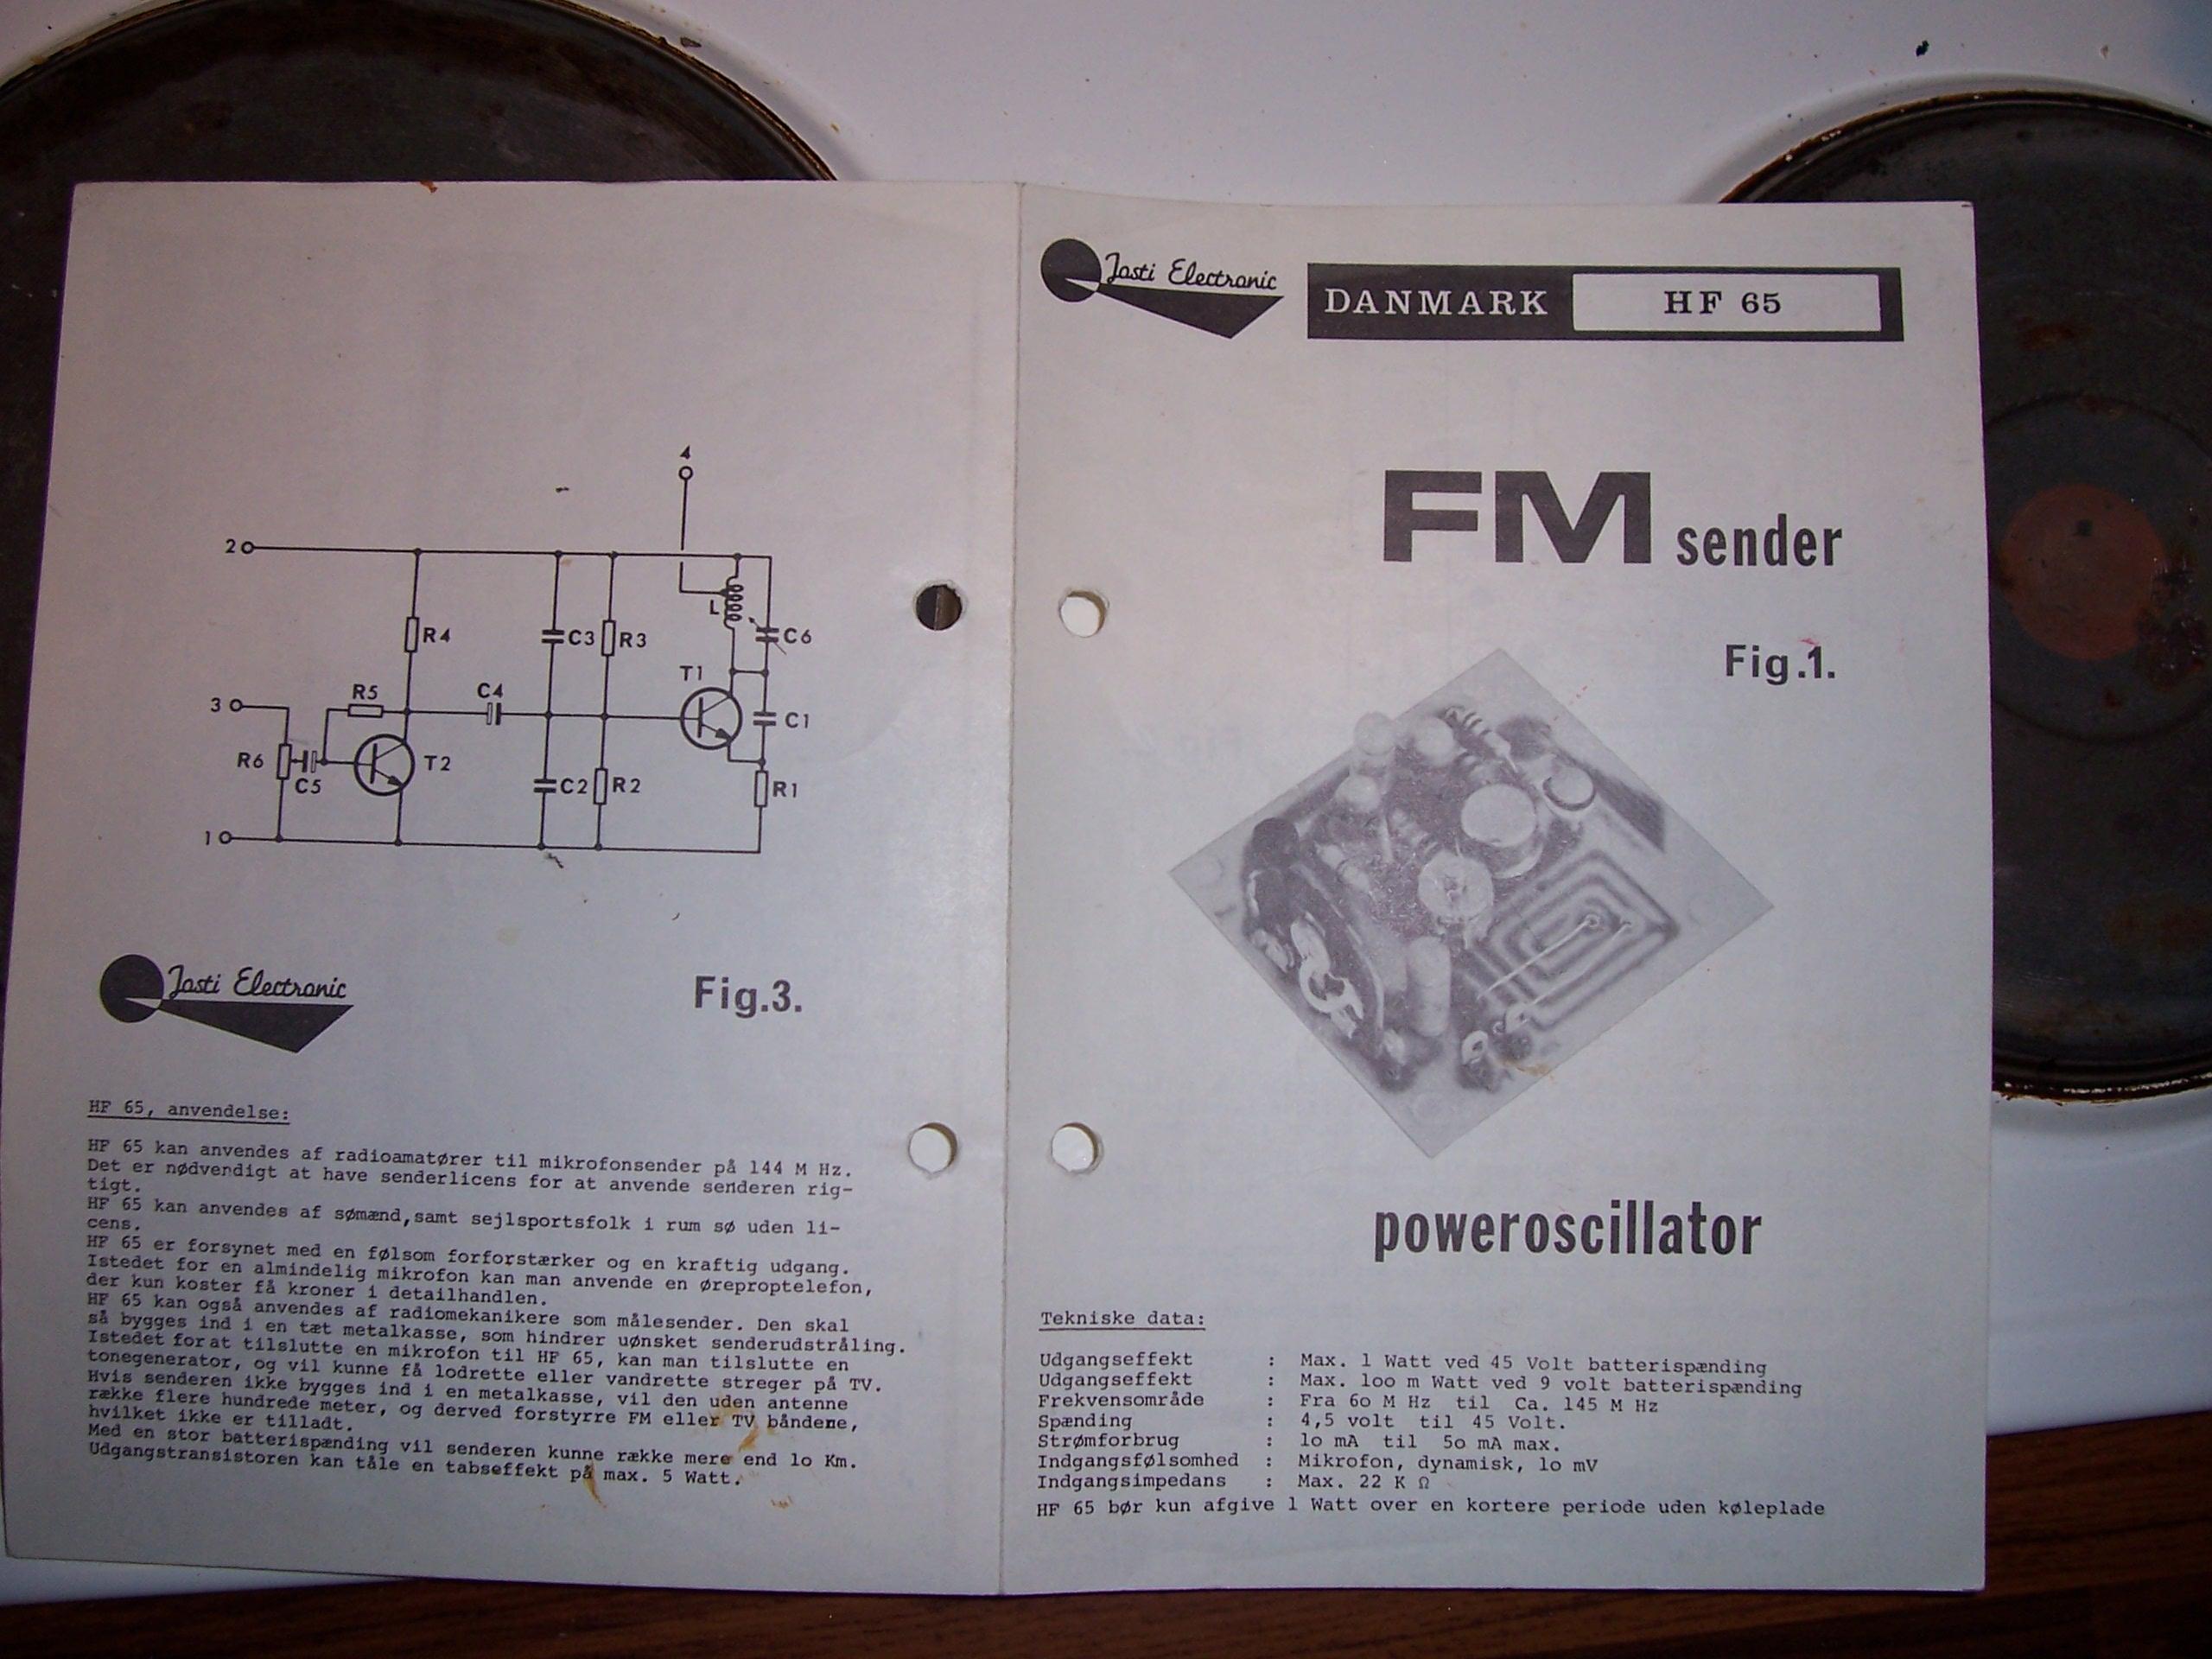 4
2
R4
C3
R3
L
C6
T1
3
R5
C4
C1
R6
C5
T2
C2
R2
R1
1
Josti Electronic
Fig.3.
HF 65, anvendelse:
HF 65 kan anvendes af radioamatører til mikrofonsender på 144 M Hz.
Det er nødvendigt at have senderlicens for at anvende senderen rig-
tigt.
HF 65 kan anvendes af sømænd,samt sejlsportsfolk i rum sø uden li-
cens.
HF 65 er forsynet med en følsom forforstærker og en kraftig udgang.
Istedet for en almindelig mikrofon kan man anvende en øreproptelefon,
der kun koster få kroner i detailhandlen.
HF 65 kan også anvendes af radiomekanikere som målesender. Den skal
så bygges ind i en tæt metalkasse, som hindrer uønsket senderudstråling.
Istedet forat tilslutte en mikrofon til HF 65, kan man tilslutte en
tonegenerator, og vil kunne få lodrette eller vandrette streger på TV.
Hvis senderen ikke bygges ind i en metalkasse, vil den uden antenne
række flere hundrede meter, og derved forstyrre FM eller TV båndene,
hvilket ikke er tilladt.
Med en stor batterispænding vil senderen kunne række mere end lo Km.
Udgangstransistoren kan tåle en tabseffekt på max. 5 Watt.
Josti Electronic
DANMARK HF 65
FM sender
Fig.1.
poweroscillator
Tekniske data:
Udgangseffekt : Max. 1 Watt ved 45 Volt batterispænding
Udgangseffekt : Max. loo m Watt ved 9 volt batterispænding
Frekvensområde : Fra 6o M Hz til Ca. 145 M Hz
Spænding : 4,5 volt til 45 Volt.
Strømforbrug : lo mA til 5o mA max.
Indgangsfølsomhed : Mikrofon, dynamisk, lo mV
Indgangsimpedans : Max. 22 K Ω
HF 65 bør kun afgive 1 Watt over en kortere periode uden køleplade